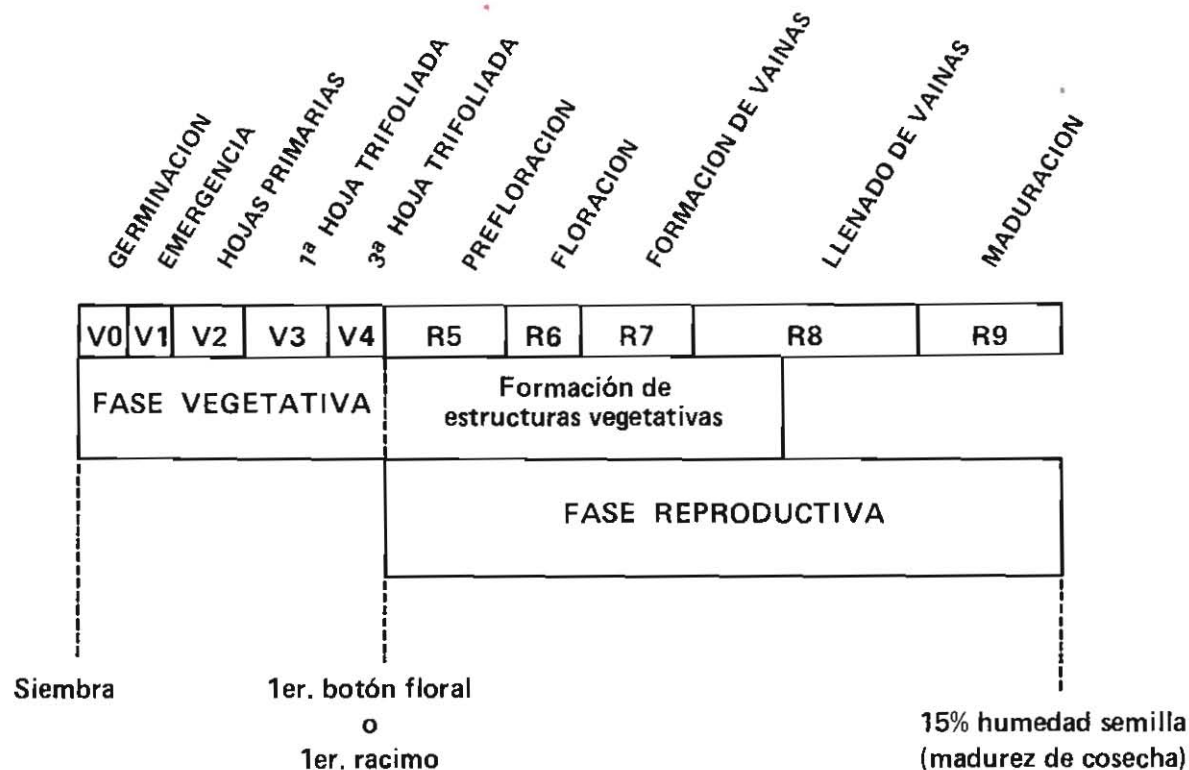 GERMINACION
EMERGENCIA
HOJAS PRIMARIAS
1ª HOJA TRIFOLIADA
3ª HOJA TRIFOLIADA
PREFLORACION
FLORACION
FORMACION DE VAINAS
LLENADO DE VAINAS
MADURACION
V0 V1 V2 V3 V4 R5 R6 R7 R8 R9
FASE VEGETATIVA
Formación de
estructuras vegetativas
FASE REPRODUCTIVA
Siembra
1er. botón floral
o
1er. racimo
15% humedad semilla
(madurez de cosecha)